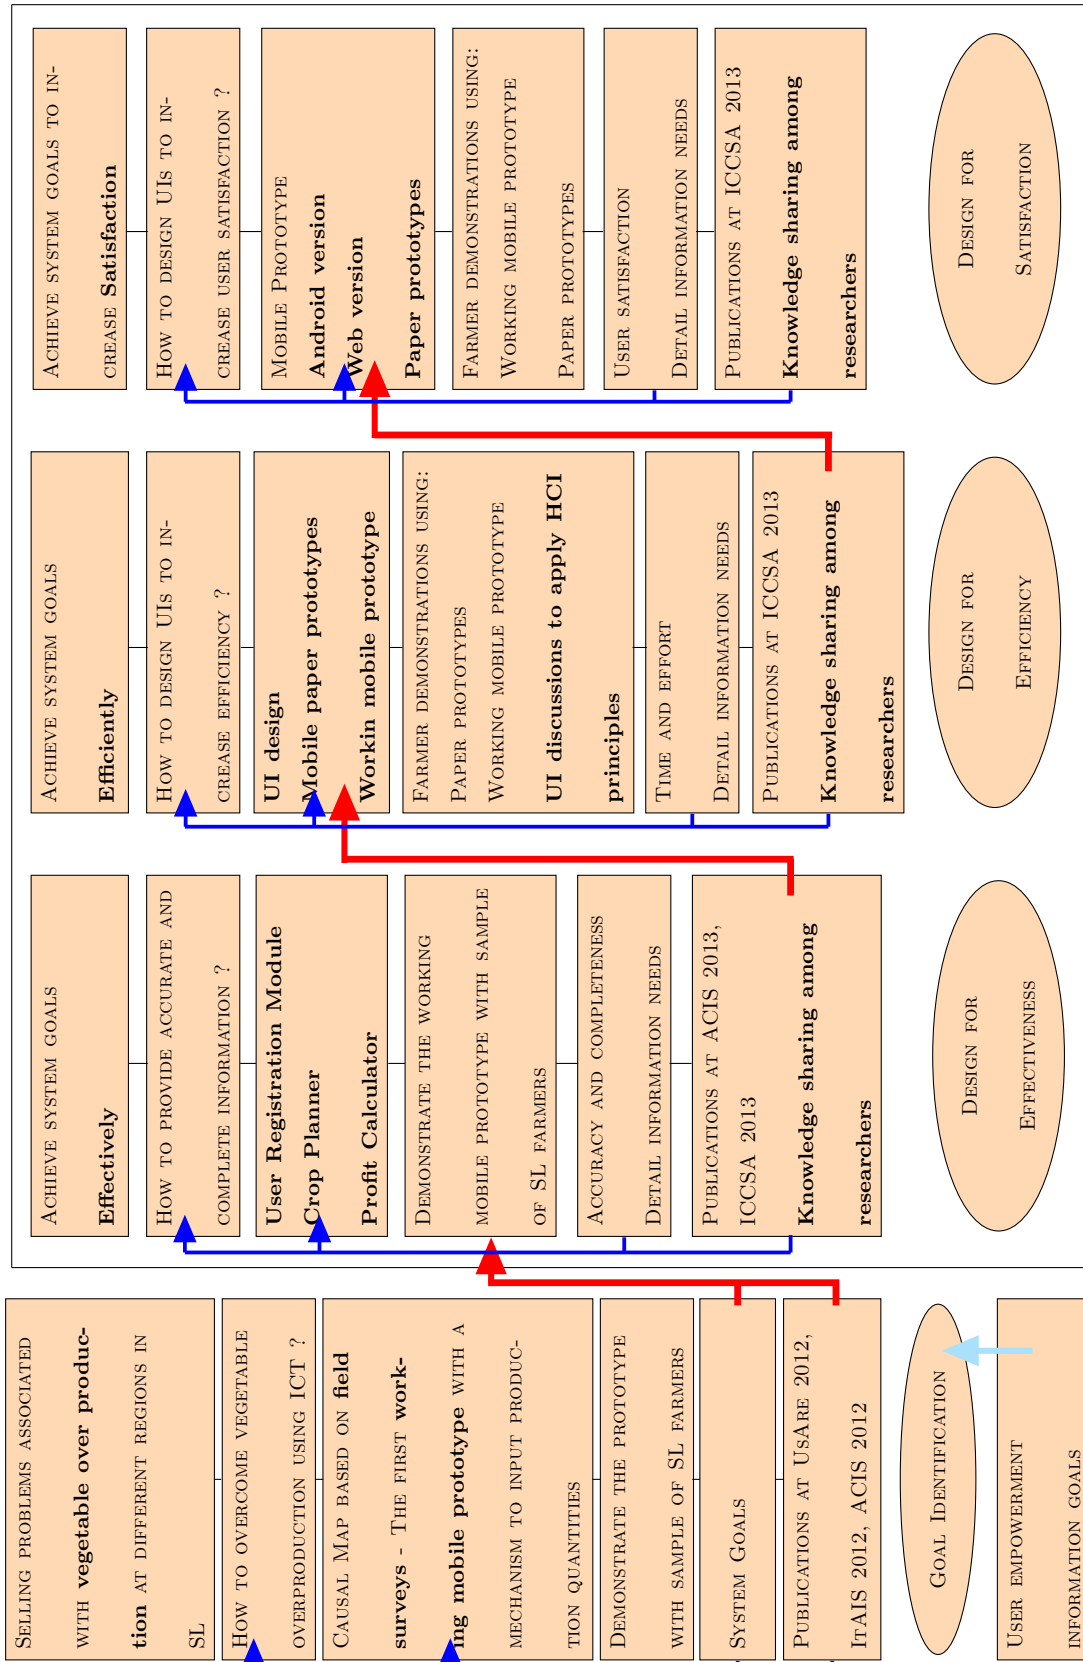 Selling problems associated
with vegetable over produc-
tion at different regions in
SL
How to overcome vegetable
overproduction using ICT ?
Causal Map based on field
surveys - The first work-
ing mobile prototype with a
mechanism to input produc-
tion quantities
Demonstrate the prototype
with sample of SL farmers
System Goals
Publications at UsARe 2012,
ItAIS 2012, ACIS 2012
Goal Identification
User empowerment
information goals
Achieve system goals
Effectively
How to provide accurate and
complete information ?
User Registration Module
Crop Planner
Profit Calculator
Demonstrate the working
mobile prototype with sample
of SL farmers
Accuracy and completeness
Detail information needs
Publications at ACIS 2013,
ICCSA 2013
Knowledge sharing among
researchers
Design for
Effectiveness
Achieve system goals
Efficiently
How to design UIs to in-
crease efficiency ?
UI design
Mobile paper prototypes
Workin mobile prototype
Farmer demonstrations using:
Paper prototypes
Working mobile prototype
UI discussions to apply HCI
principles
Time and effort
Detail information needs
Publications at ICCSA 2013
Knowledge sharing among
researchers
Design for
Efficiency
Achieve system goals to in-
crease Satisfaction
How to design UIs to in-
crease user satisfaction ?
Mobile Prototype
Android version
Web version
Paper prototypes
Farmer demonstrations using:
Working mobile prototype
Paper prototypes
User satisfaction
Detail information needs
Publications at ICCSA 2013
Knowledge sharing among
researchers
Design for
Satisfaction